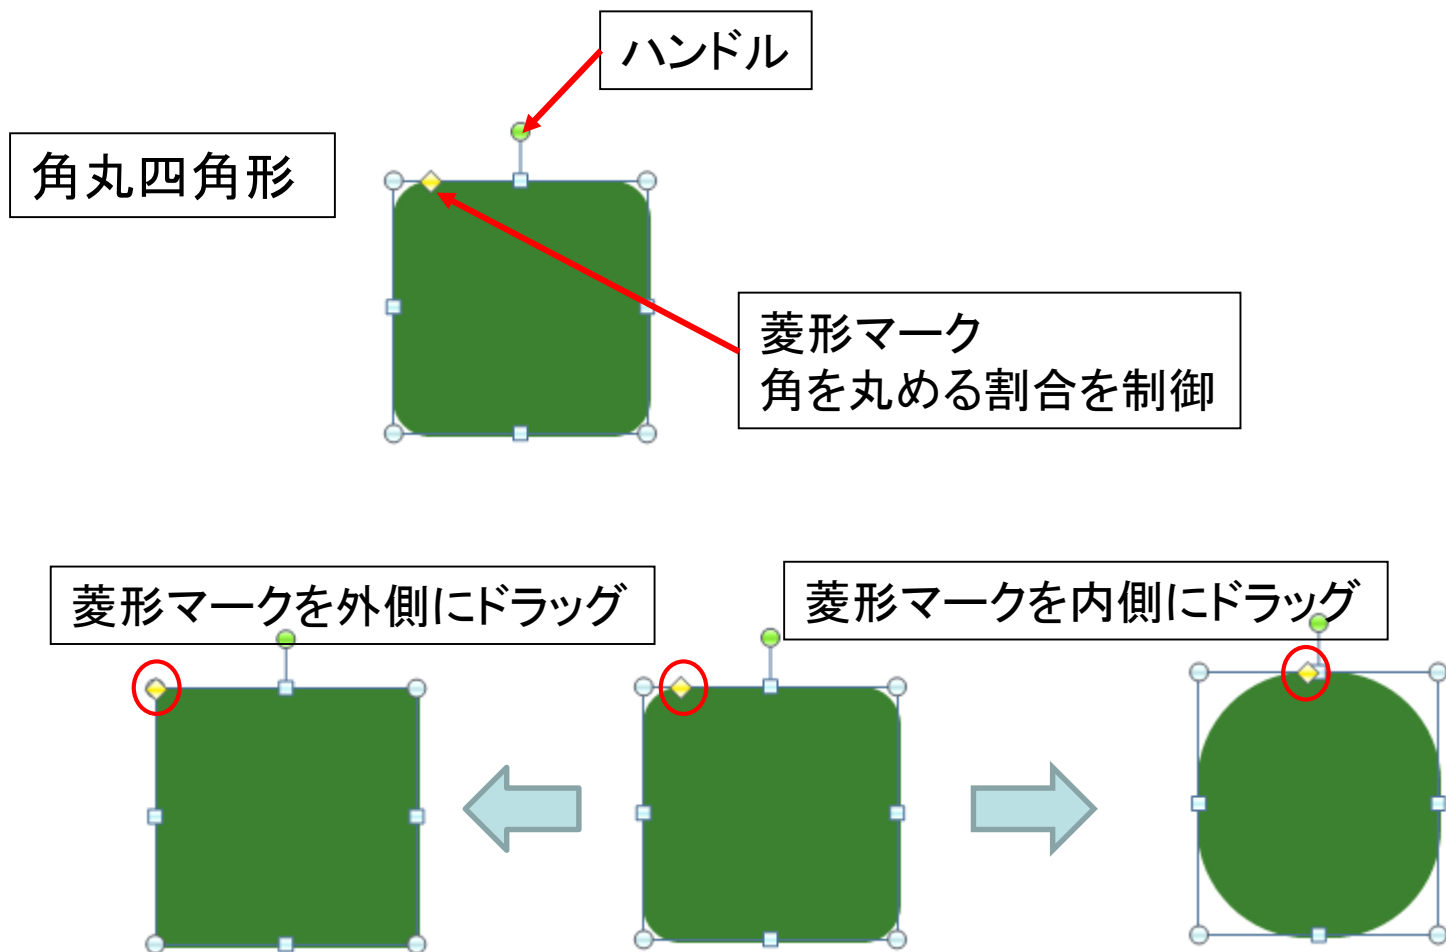 ハンドル
角丸四角形
菱形マーク
角を丸める割合を制御
菱形マークを外側にドラッグ
菱形マークを内側にドラッグ